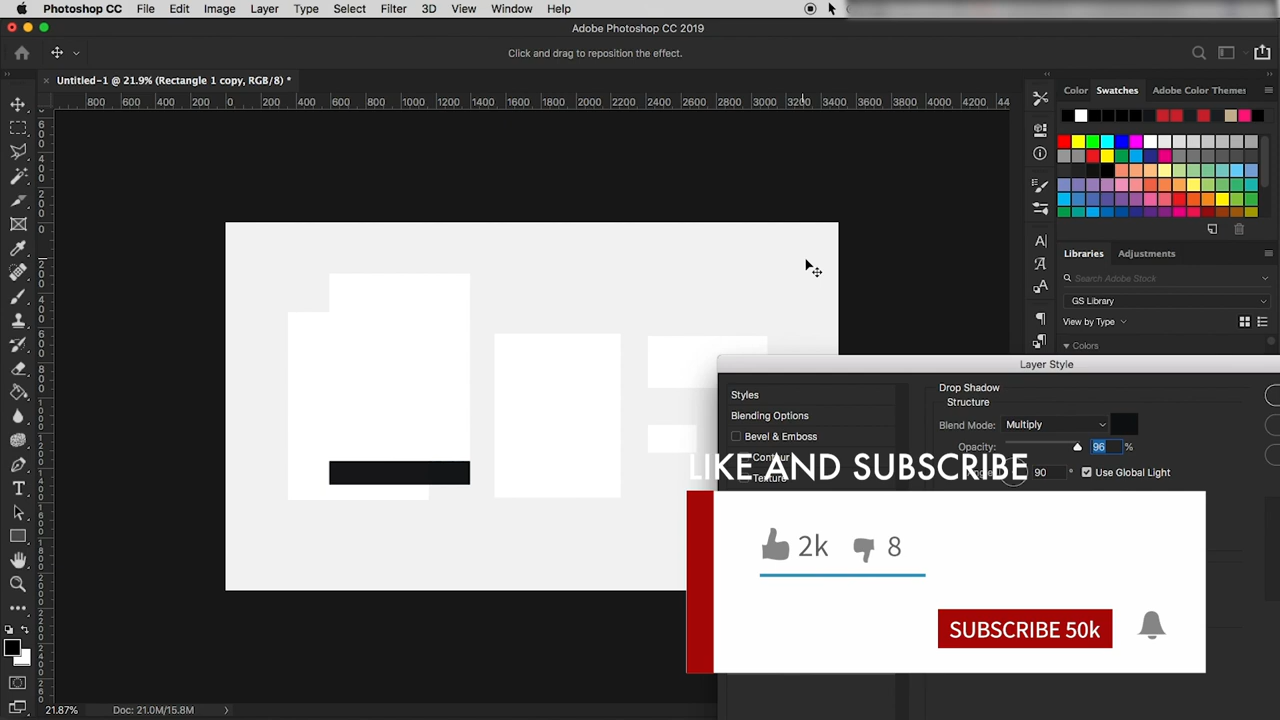 Photoshop CC File Edit Image Layer Type Select Filter 3D View Window Help
Adobe Photoshop CC 2019
Click and drag to reposition the effect.
× Untitled-1 @ 21.9% (Rectangle 1 copy, RGB/8) *
800 600 400 200 0 200 400 600 800 1000 1200 1400 1600 1800 2000 2200 2400 2600 2800 3000 3200 3400 3600 3800 4000 4200 44
Color Swatches Adobe Color Themes
Libraries Adjustments
Search Adobe Stock
GS Library
View by Type
Colors
Layer Style
Styles
Blending Options
Bevel & Emboss
Contour
Texture
Drop Shadow
Structure
Blend Mode: Multiply
Opacity: 96 %
90 ° Use Global Light
LIKE AND SUBSCRIBE
2k 8
SUBSCRIBE 50k
21.87% Doc: 21.0M/15.8M